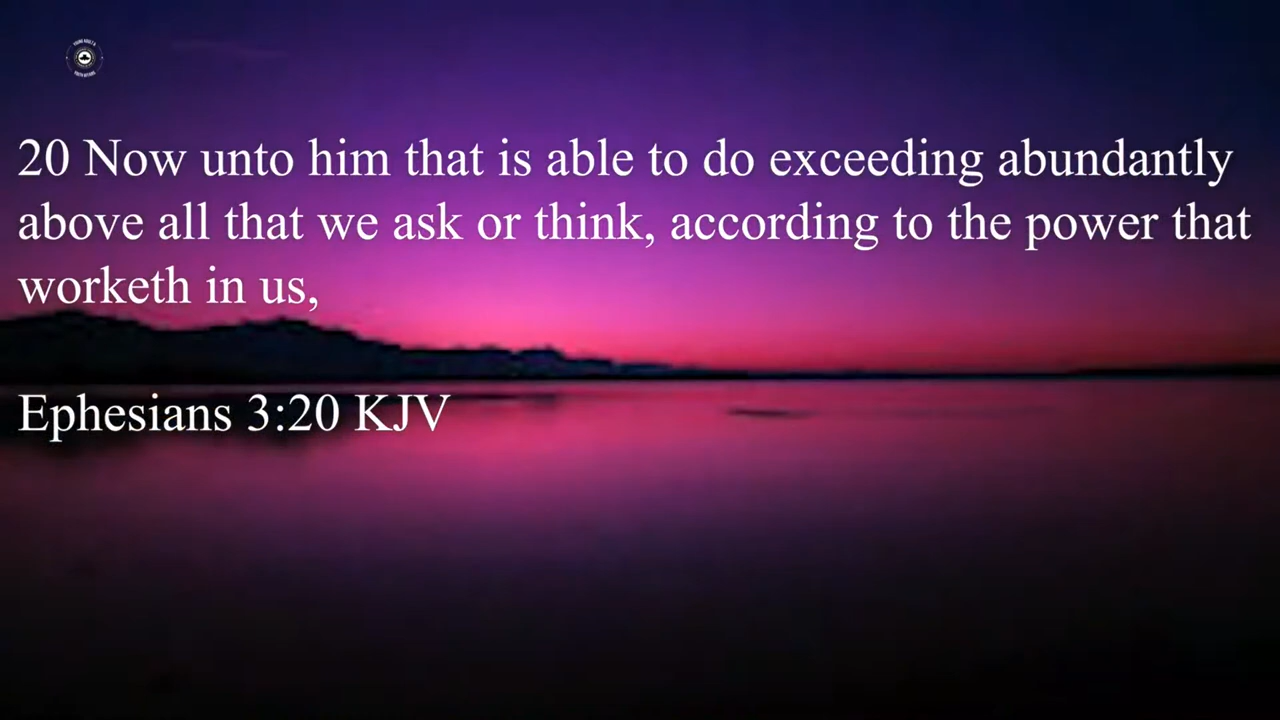 20 Now unto him that is able to do exceeding abundantly
above all that we ask or think, according to the power that
worketh in us,
Ephesians 3:20 KJV